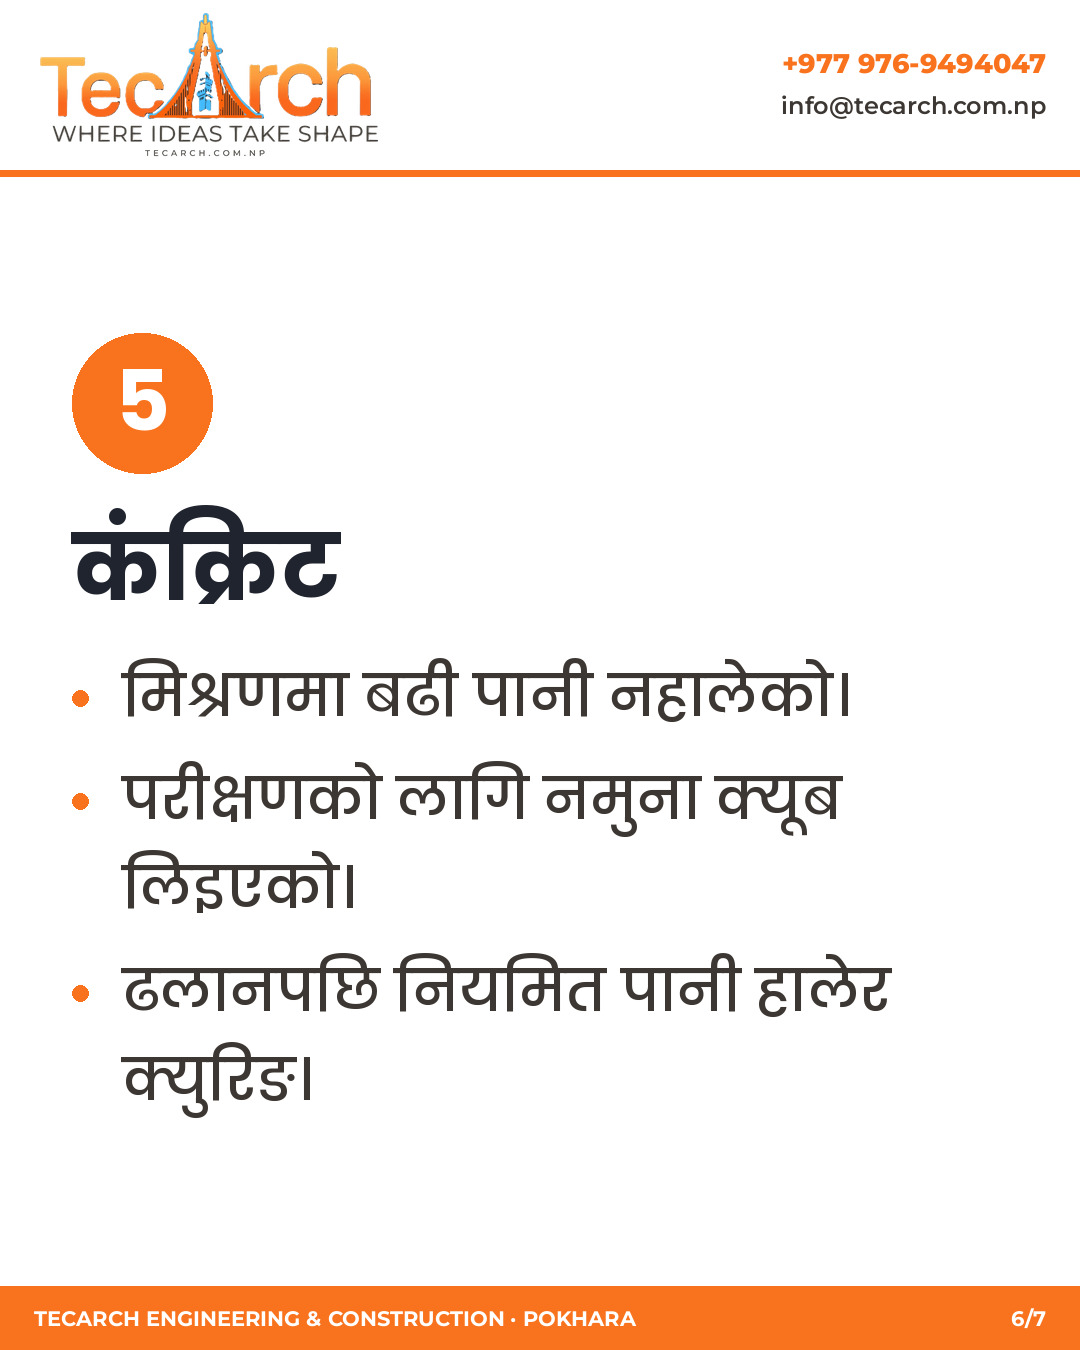 TecArch
WHERE IDEAS TAKE SHAPE
TECARCH.COM.NP
+977 976-9494047
info@tecarch.com.np
5
कंक्रिट
मिश्रणमा बढी पानी नहालेको।
परीक्षणको लागि नमुना क्यूब
लिइएको।
ढलानपछि नियमित पानी हालेर
क्युरिङ।
TECARCH ENGINEERING & CONSTRUCTION · POKHARA
6/7